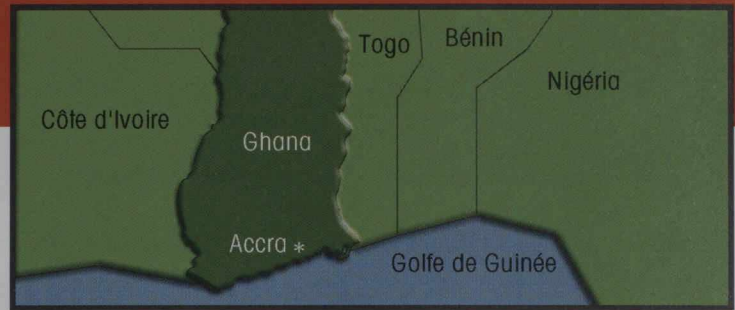 Togo
Bénin
Nigéria
Côte d'Ivoire
Ghana
Accra *
Golfe de Guinée